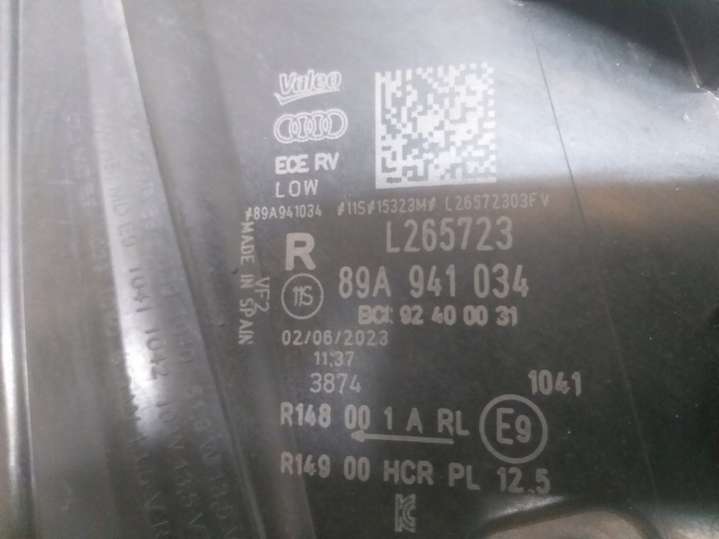 Valeo
ECE RV
LOW
#89A941034 #11S#15323M# L26572303FV
L265723
R
89A 941 034
11S
VF2
MADE IN SPAIN
BCI: 92 40 00 31
02/06/2023
11:37
3874
1041
R148 00 1 A RL
E9
R149 00 HCR PL 12.5